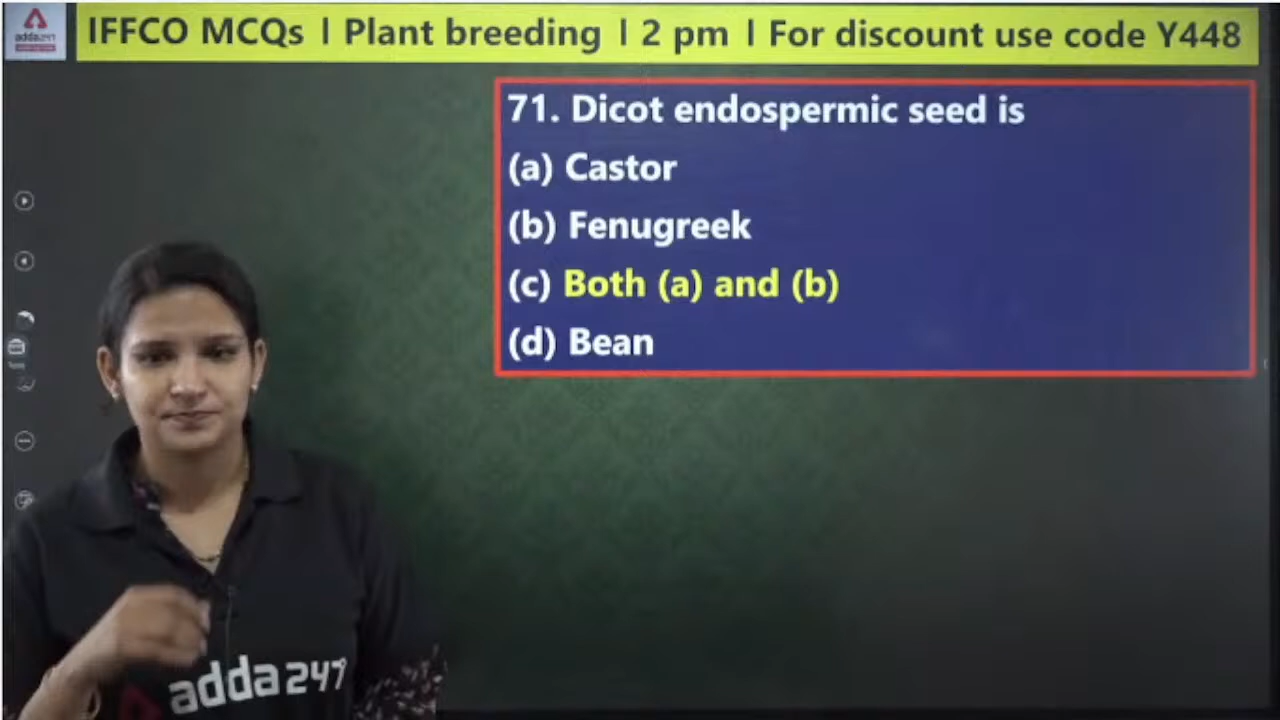 adda247
IFFCO MCQs l Plant breeding l 2 pm l For discount use code Y448
71. Dicot endospermic seed is
(a) Castor
(b) Fenugreek
(c) Both (a) and (b)
(d) Bean
adda247